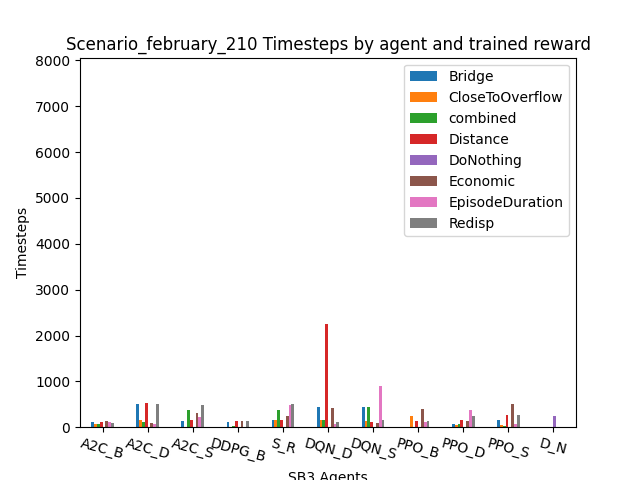 Scenario_february_210 Timesteps by agent and trained reward
8000
7000
6000
5000
4000
3000
2000
1000
0
Timesteps
Bridge
CloseToOverflow
combined
Distance
DoNothing
Economic
EpisodeDuration
Redisp
A2C_B
A2C_D
A2C_S
DDPG_B
S_R
DQN_D
DQN_S
PPO_B
PPO_D
PPO_S
D_N
SB3 Agents